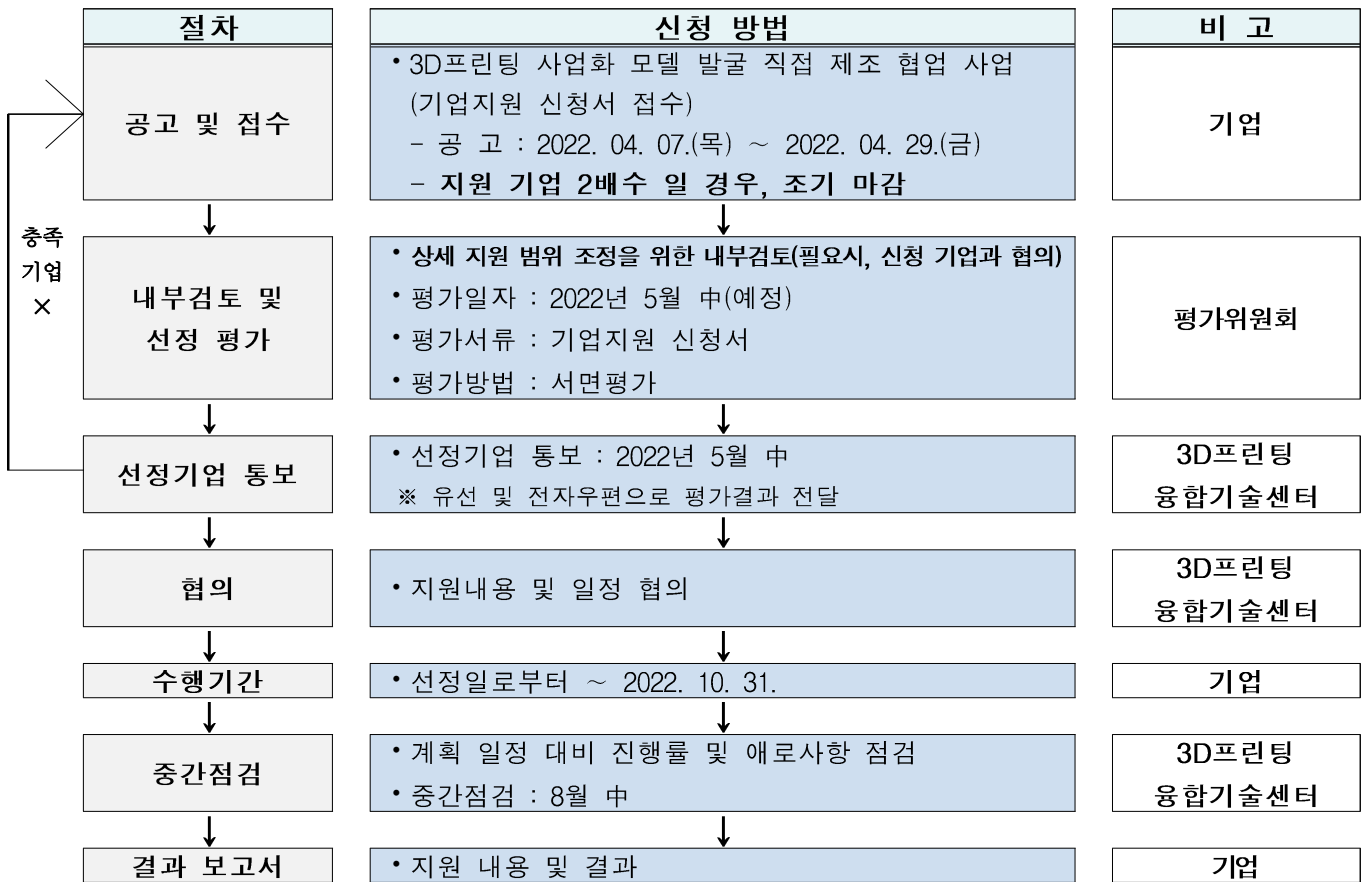 절차
신청 방법
비 고
공고 및 접수
• 3D프린팅 사업화 모델 발굴 직접 제조 협업 사업
(기업지원 신청서 접수)
- 공 고 : 2022. 04. 07.(목) ~ 2022. 04. 29.(금)
- 지원 기업 2배수 일 경우, 조기 마감
기업
충족
기업
×
내부검토 및
선정 평가
• 상세 지원 범위 조정을 위한 내부검토(필요시, 신청 기업과 협의)
• 평가일자 : 2022년 5월 中(예정)
• 평가서류 : 기업지원 신청서
• 평가방법 : 서면평가
평가위원회
선정기업 통보
• 선정기업 통보 : 2022년 5월 中
※ 유선 및 전자우편으로 평가결과 전달
3D프린팅
융합기술센터
협의
• 지원내용 및 일정 협의
3D프린팅
융합기술센터
수행기간
• 선정일로부터 ~ 2022. 10. 31.
기업
중간점검
• 계획 일정 대비 진행률 및 애로사항 점검
• 중간점검 : 8월 中
3D프린팅
융합기술센터
결과 보고서
• 지원 내용 및 결과
기업